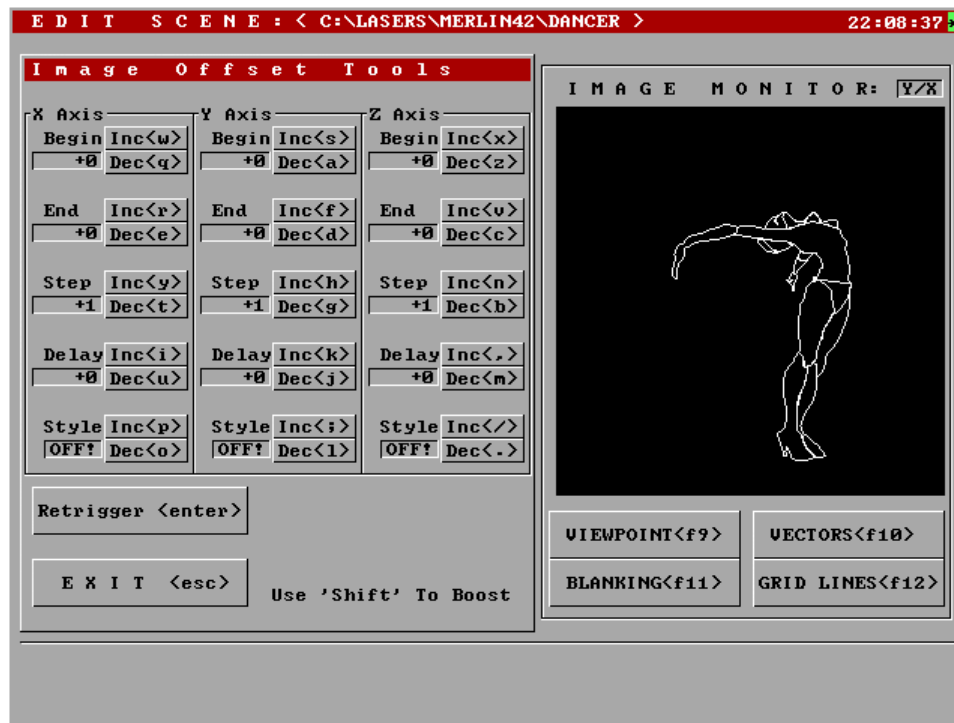 E D I T   S C E N E : < C:\LASERS\MERLIN42\DANCER >   22:08:37
I m a g e   O f f s e t   T o o l s
X Axis
Begin Inc<w>
+0 Dec<q>
End Inc<r>
+0 Dec<e>
Step Inc<y>
+1 Dec<t>
Delay Inc<i>
+0 Dec<u>
Style Inc<p>
OFF! Dec<o>
Y Axis
Begin Inc<s>
+0 Dec<a>
End Inc<f>
+0 Dec<d>
Step Inc<h>
+1 Dec<g>
Delay Inc<k>
+0 Dec<j>
Style Inc<;>
OFF! Dec<l>
Z Axis
Begin Inc<x>
+0 Dec<z>
End Inc<v>
+0 Dec<c>
Step Inc<n>
+1 Dec<b>
Delay Inc<,>
+0 Dec<m>
Style Inc</>
OFF! Dec<.>
Retrigger <enter>
E X I T <esc>
Use 'Shift' To Boost
I M A G E   M O N I T O R: Y/X
VIEWPOINT<f9>
VECTORS<f10>
BLANKING<f11>
GRID LINES<f12>